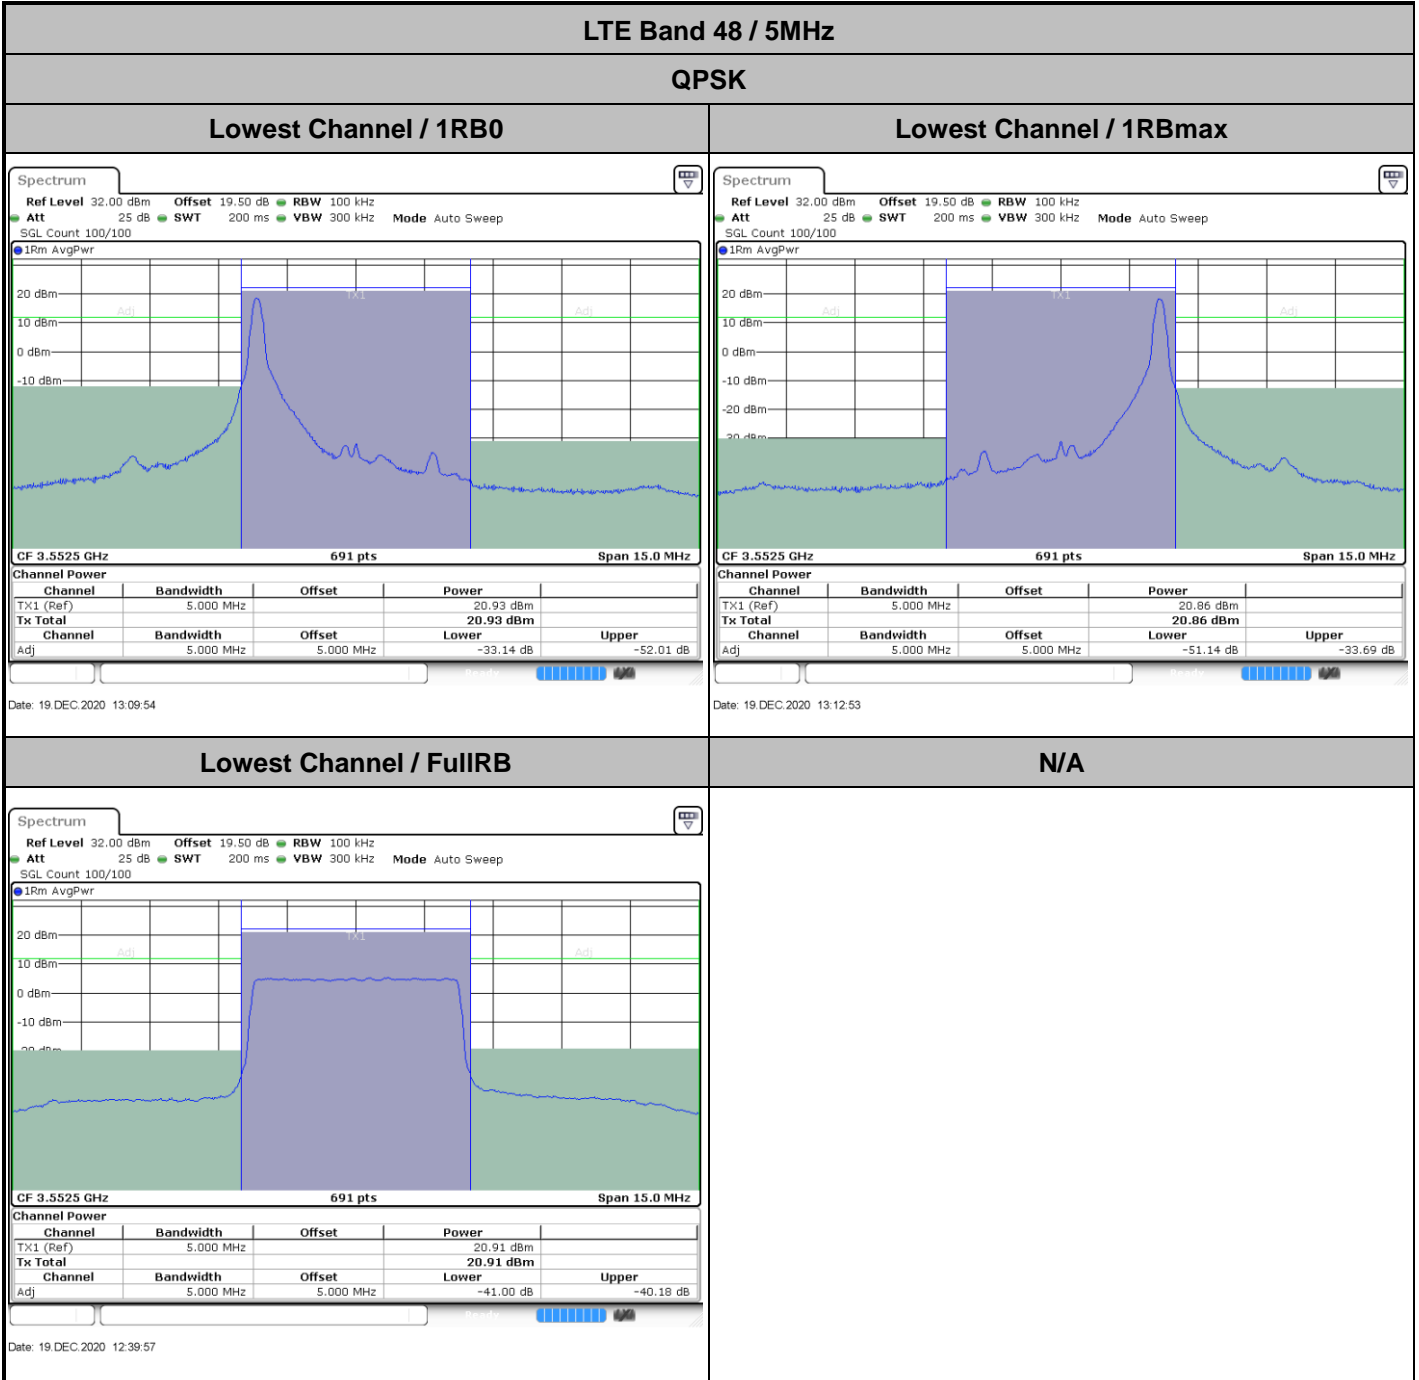 LTE Band 48 / 5MHz
QPSK
Lowest Channel / 1RB0
Lowest Channel / 1RBmax
Spectrum
Ref Level 32.00 dBm Offset 19.50 dB RBW 100 kHz
Att 25 dB SWT 200 ms VBW 300 kHz Mode Auto Sweep
SGL Count 100/100
1Rm AvgPwr
TX1
Adj
Adj
20 dBm
10 dBm
0 dBm
-10 dBm
CF 3.5525 GHz 691 pts Span 15.0 MHz
Channel Power
Channel Bandwidth Offset Power
TX1 (Ref) 5.000 MHz 20.93 dBm
Tx Total 20.93 dBm
Channel Bandwidth Offset Lower Upper
Adj 5.000 MHz 5.000 MHz -33.14 dB -52.01 dB
Ready
Date: 19.DEC.2020 13:09:54
Spectrum
Ref Level 32.00 dBm Offset 19.50 dB RBW 100 kHz
Att 25 dB SWT 200 ms VBW 300 kHz Mode Auto Sweep
SGL Count 100/100
1Rm AvgPwr
TX1
Adj
Adj
20 dBm
10 dBm
0 dBm
-10 dBm
-20 dBm
-30 dBm
CF 3.5525 GHz 691 pts Span 15.0 MHz
Channel Power
Channel Bandwidth Offset Power
TX1 (Ref) 5.000 MHz 20.86 dBm
Tx Total 20.86 dBm
Channel Bandwidth Offset Lower Upper
Adj 5.000 MHz 5.000 MHz -51.14 dB -33.69 dB
Ready
Date: 19.DEC.2020 13:12:53
Lowest Channel / FullRB
N/A
Spectrum
Ref Level 32.00 dBm Offset 19.50 dB RBW 100 kHz
Att 25 dB SWT 200 ms VBW 300 kHz Mode Auto Sweep
SGL Count 100/100
1Rm AvgPwr
TX1
Adj
Adj
20 dBm
10 dBm
0 dBm
-10 dBm
-20 dBm
CF 3.5525 GHz 691 pts Span 15.0 MHz
Channel Power
Channel Bandwidth Offset Power
TX1 (Ref) 5.000 MHz 20.91 dBm
Tx Total 20.91 dBm
Channel Bandwidth Offset Lower Upper
Adj 5.000 MHz 5.000 MHz -41.00 dB -40.18 dB
Ready
Date: 19.DEC.2020 12:39:57